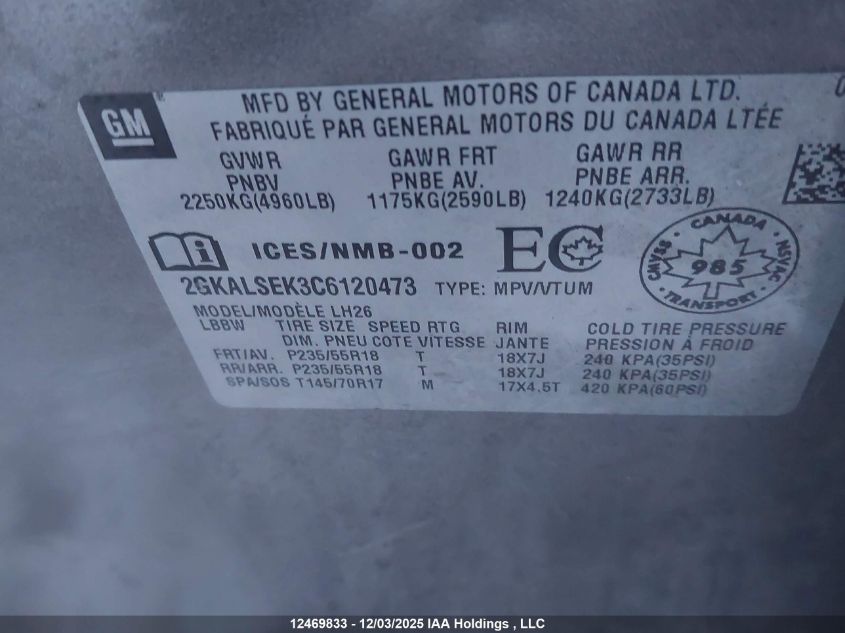 GM
MFD BY GENERAL MOTORS OF CANADA LTD.
FABRIQUÉ PAR GENERAL MOTORS DU CANADA LTÉE
GVWR GAWR FRT GAWR RR
PNBV PNBE AV. PNBE ARR.
2250KG(4960LB) 1175KG(2590LB) 1240KG(2733LB)
ICES/NMB-002 EC
CANADA
CMVSS 985 NSVAC
TRANSPORT
2GKALSEK3C6120473 TYPE: MPV/VTUM
MODEL/MODÈLE LH26
LBBW TIRE SIZE SPEED RTG RIM COLD TIRE PRESSURE
DIM. PNEU COTE VITESSE JANTE PRESSION À FROID
FRT/AV. P235/55R18 T 18X7J 240 KPA(35PSI)
RR/ARR. P235/55R18 T 18X7J 240 KPA(35PSI)
SPA/SOS T145/70R17 M 17X4.5T 420 KPA(60PSI)
12469833 - 12/03/2025 IAA Holdings , LLC